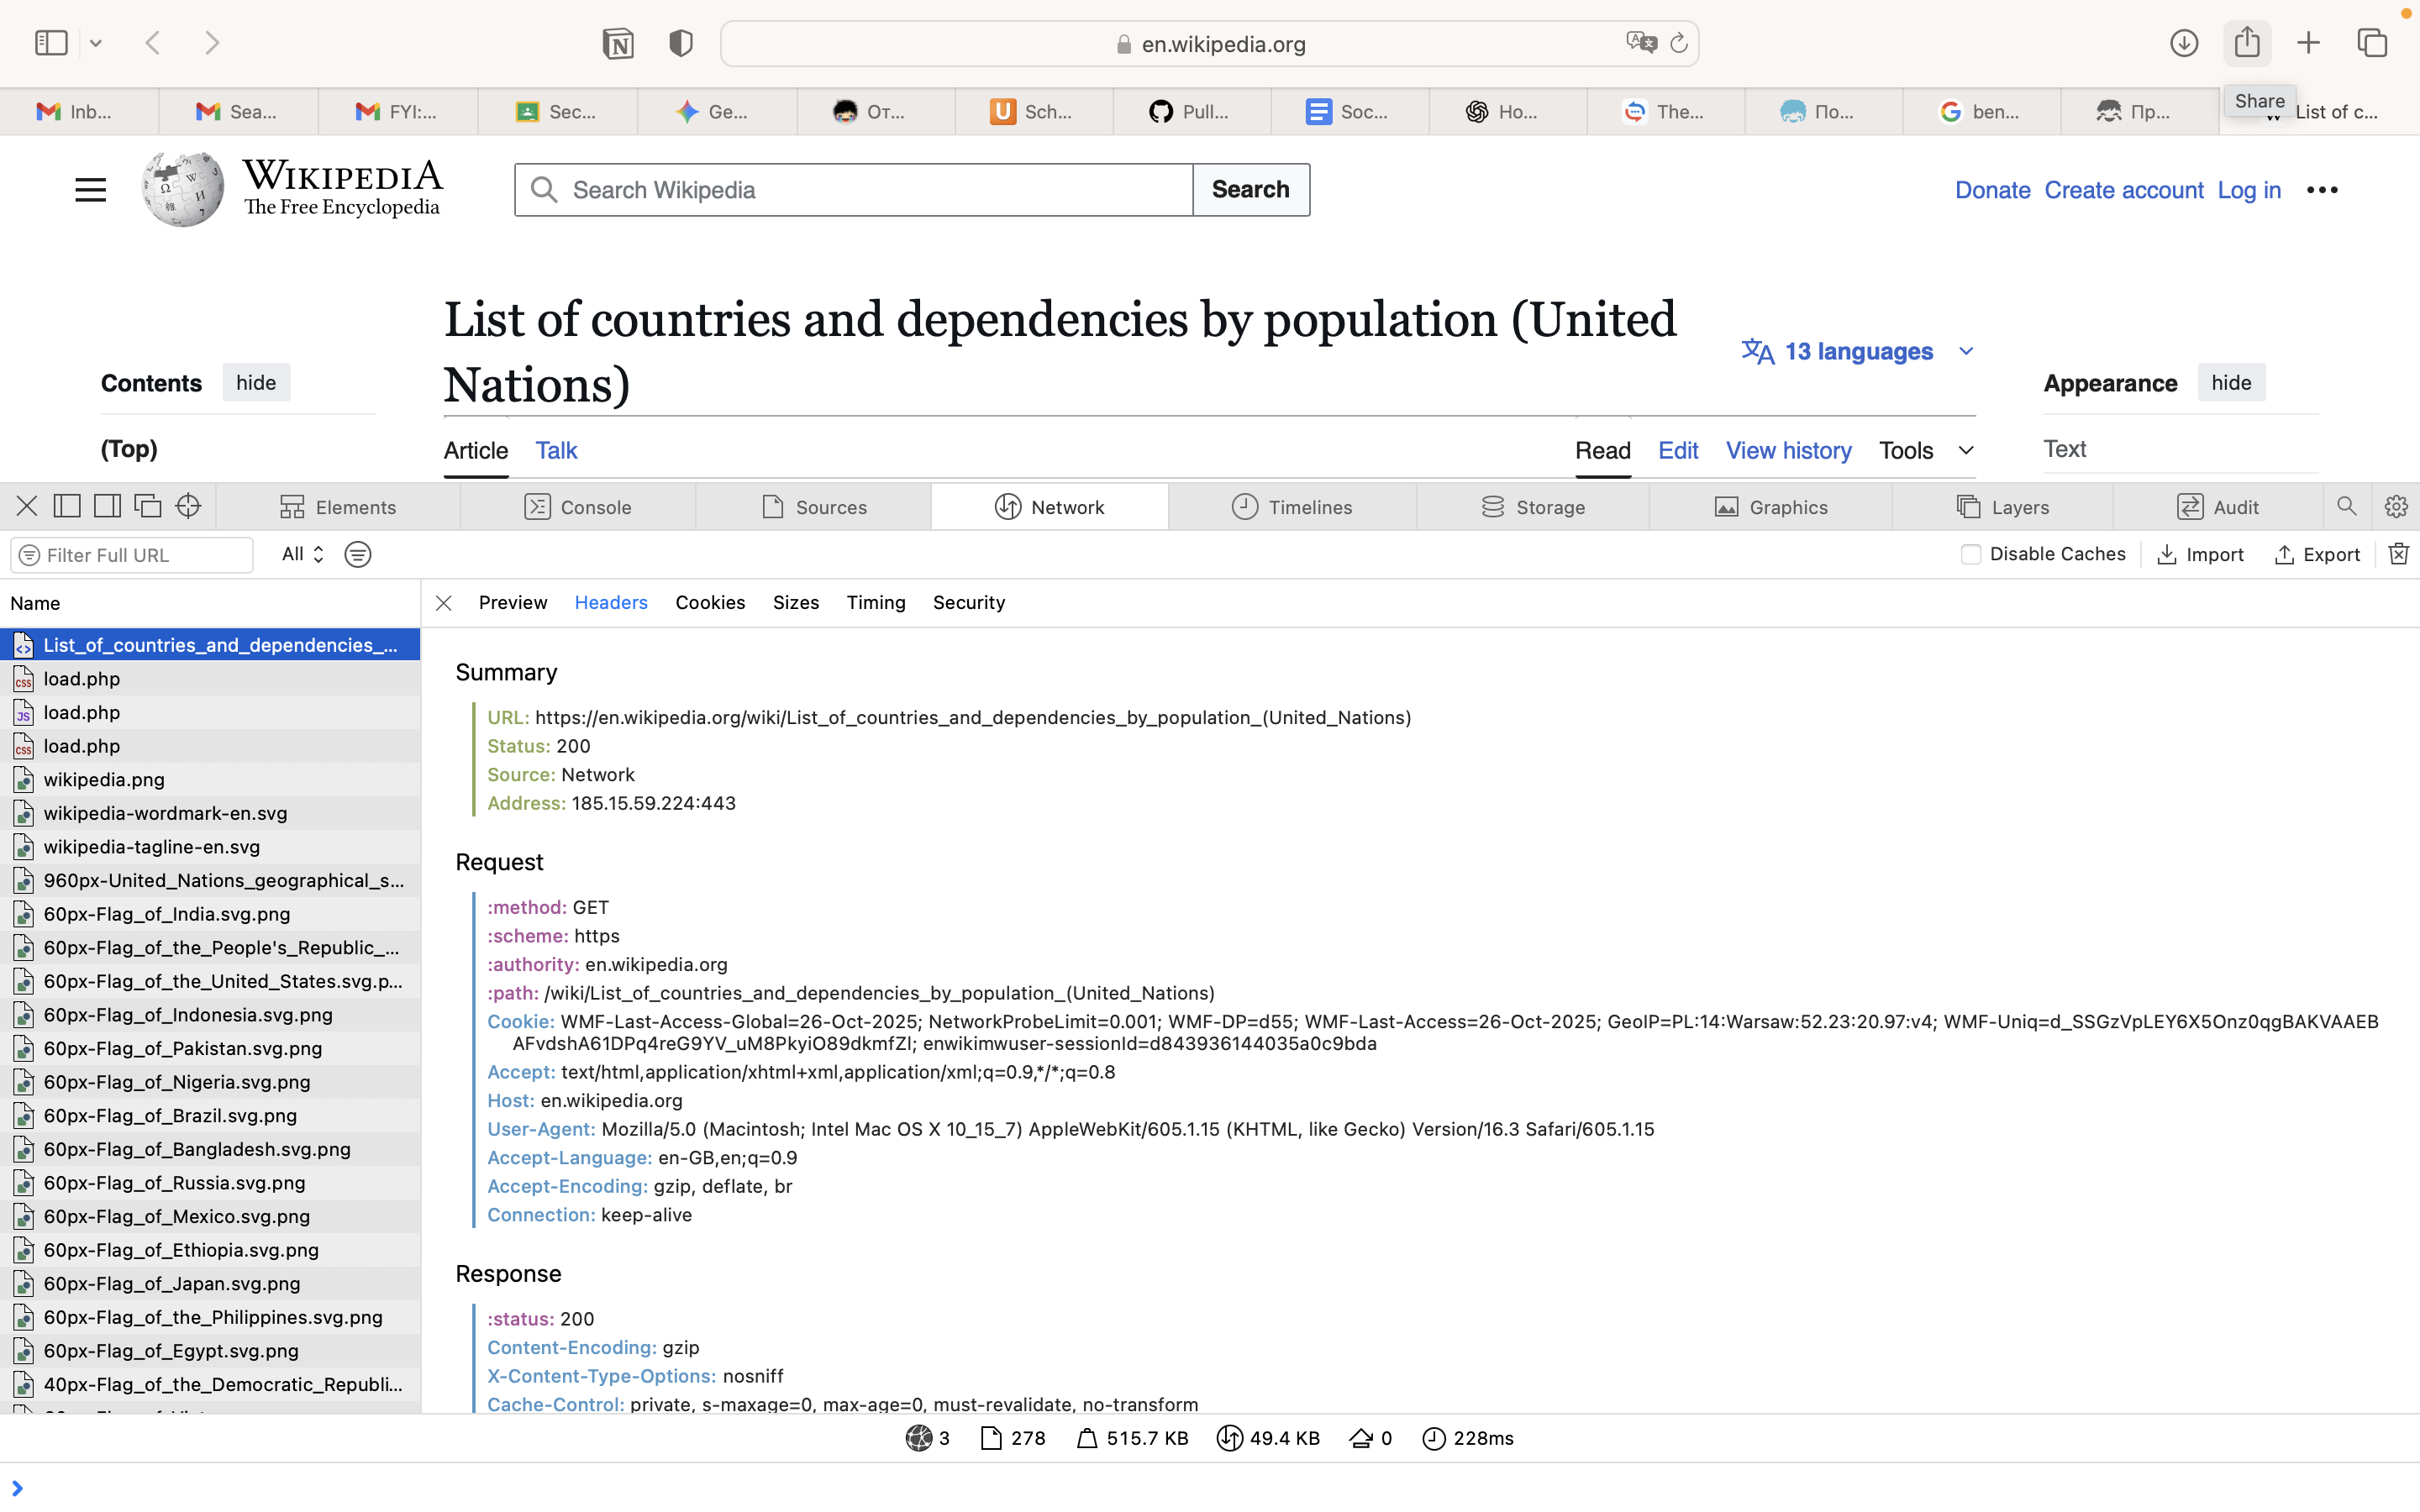 en.wikipedia.org
Inb...
Sea...
FYI:...
Sec...
Ge...
От...
Sch...
Pull...
Soc...
Ho...
The...
По...
ben...
Пр...
List of c...
Share
WIKIPEDIA
The Free Encyclopedia
Search Wikipedia
Search
Donate
Create account
Log in
List of countries and dependencies by population (United
Nations)
13 languages
Contents
hide
Appearance
hide
(Top)
Article
Talk
Read
Edit
View history
Tools
Text
Elements
Console
Sources
Network
Timelines
Storage
Graphics
Layers
Audit
Filter Full URL
All
Disable Caches
Import
Export
Name
List_of_countries_and_dependencies_...
load.php
load.php
load.php
wikipedia.png
wikipedia-wordmark-en.svg
wikipedia-tagline-en.svg
960px-United_Nations_geographical_s...
60px-Flag_of_India.svg.png
60px-Flag_of_the_People's_Republic_...
60px-Flag_of_the_United_States.svg.p...
60px-Flag_of_Indonesia.svg.png
60px-Flag_of_Pakistan.svg.png
60px-Flag_of_Nigeria.svg.png
60px-Flag_of_Brazil.svg.png
60px-Flag_of_Bangladesh.svg.png
60px-Flag_of_Russia.svg.png
60px-Flag_of_Mexico.svg.png
60px-Flag_of_Ethiopia.svg.png
60px-Flag_of_Japan.svg.png
60px-Flag_of_the_Philippines.svg.png
60px-Flag_of_Egypt.svg.png
40px-Flag_of_the_Democratic_Republi...
Preview
Headers
Cookies
Sizes
Timing
Security
Summary
URL: https://en.wikipedia.org/wiki/List_of_countries_and_dependencies_by_population_(United_Nations)
Status: 200
Source: Network
Address: 185.15.59.224:443
Request
:method: GET
:scheme: https
:authority: en.wikipedia.org
:path: /wiki/List_of_countries_and_dependencies_by_population_(United_Nations)
Cookie: WMF-Last-Access-Global=26-Oct-2025; NetworkProbeLimit=0.001; WMF-DP=d55; WMF-Last-Access=26-Oct-2025; GeoIP=PL:14:Warsaw:52.23:20.97:v4; WMF-Uniq=d_SSGzVpLEY6X5Onz0qgBAKVAAEB
AFvdshA61DPq4reG9YV_uM8PkyiO89dkmfZl; enwikimwuser-sessionId=d843936144035a0c9bda
Accept: text/html,application/xhtml+xml,application/xml;q=0.9,*/*;q=0.8
Host: en.wikipedia.org
User-Agent: Mozilla/5.0 (Macintosh; Intel Mac OS X 10_15_7) AppleWebKit/605.1.15 (KHTML, like Gecko) Version/16.3 Safari/605.1.15
Accept-Language: en-GB,en;q=0.9
Accept-Encoding: gzip, deflate, br
Connection: keep-alive
Response
:status: 200
Content-Encoding: gzip
X-Content-Type-Options: nosniff
Cache-Control: private, s-maxage=0, max-age=0, must-revalidate, no-transform
3
278
515.7 KB
49.4 KB
0
228ms